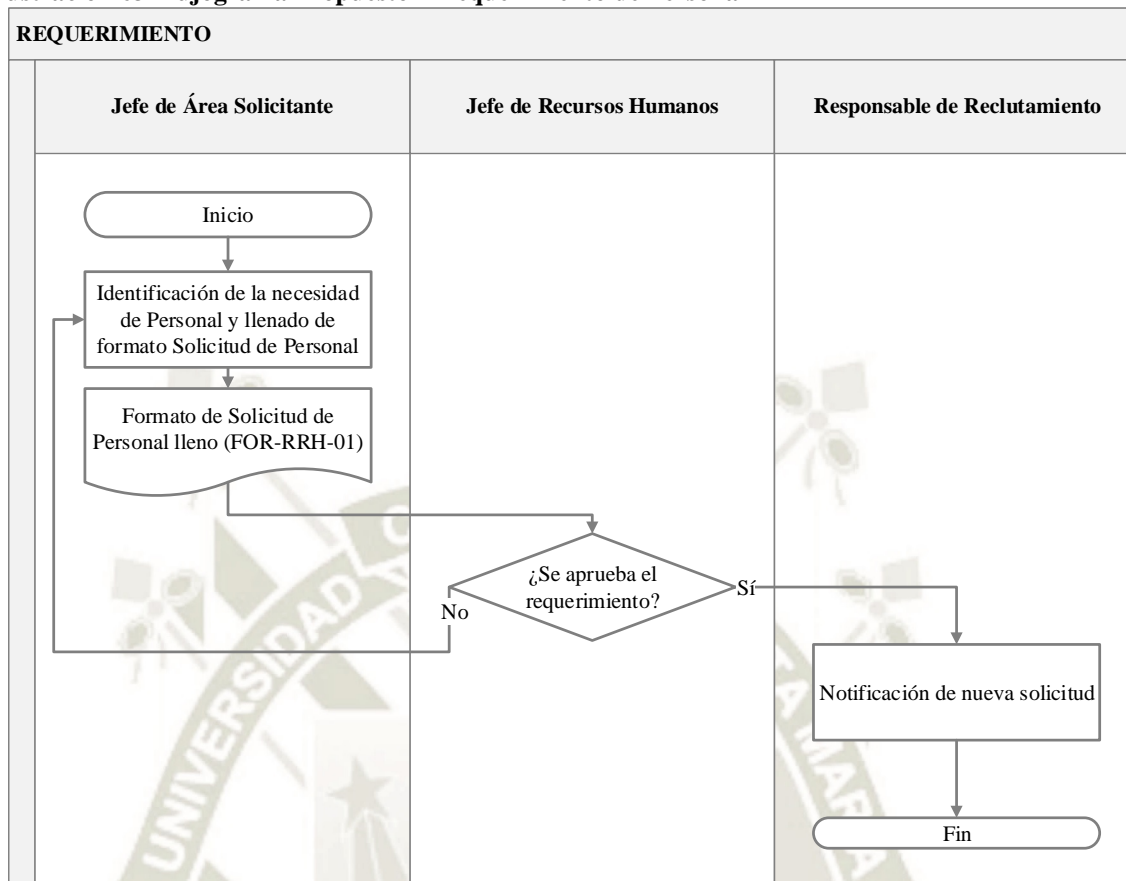 REQUERIMIENTO
Jefe de Área Solicitante
Jefe de Recursos Humanos
Responsable de Reclutamiento
Inicio
Identificación de la necesidad
de Personal y llenado de
formato Solicitud de Personal
Formato de Solicitud de
Personal lleno (FOR-RRH-01)
¿Se aprueba el
requerimiento?
Sí
No
Notificación de nueva solicitud
Fin
UNIVERSIDAD